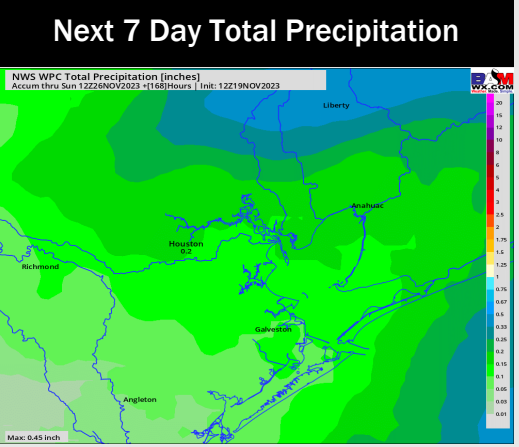 Next 7 Day Total Precipitation
NWS WPC Total Precipitation [inches]
Accum thru Sun 12Z26NOV2023 +[168]Hours | Init: 12Z19NOV2023
BAM
WX.COM
Liberty
Anahuac
Houston
0.2
Richmond
Galveston
Angleton
Max: 0.45 inch
20
15
12
10
8
6
5
4
3
2.5
2
1.75
1.5
1.25
1
0.75
0.67
0.5
0.33
0.25
0.2
0.15
0.1
0.05
0.03
0.01